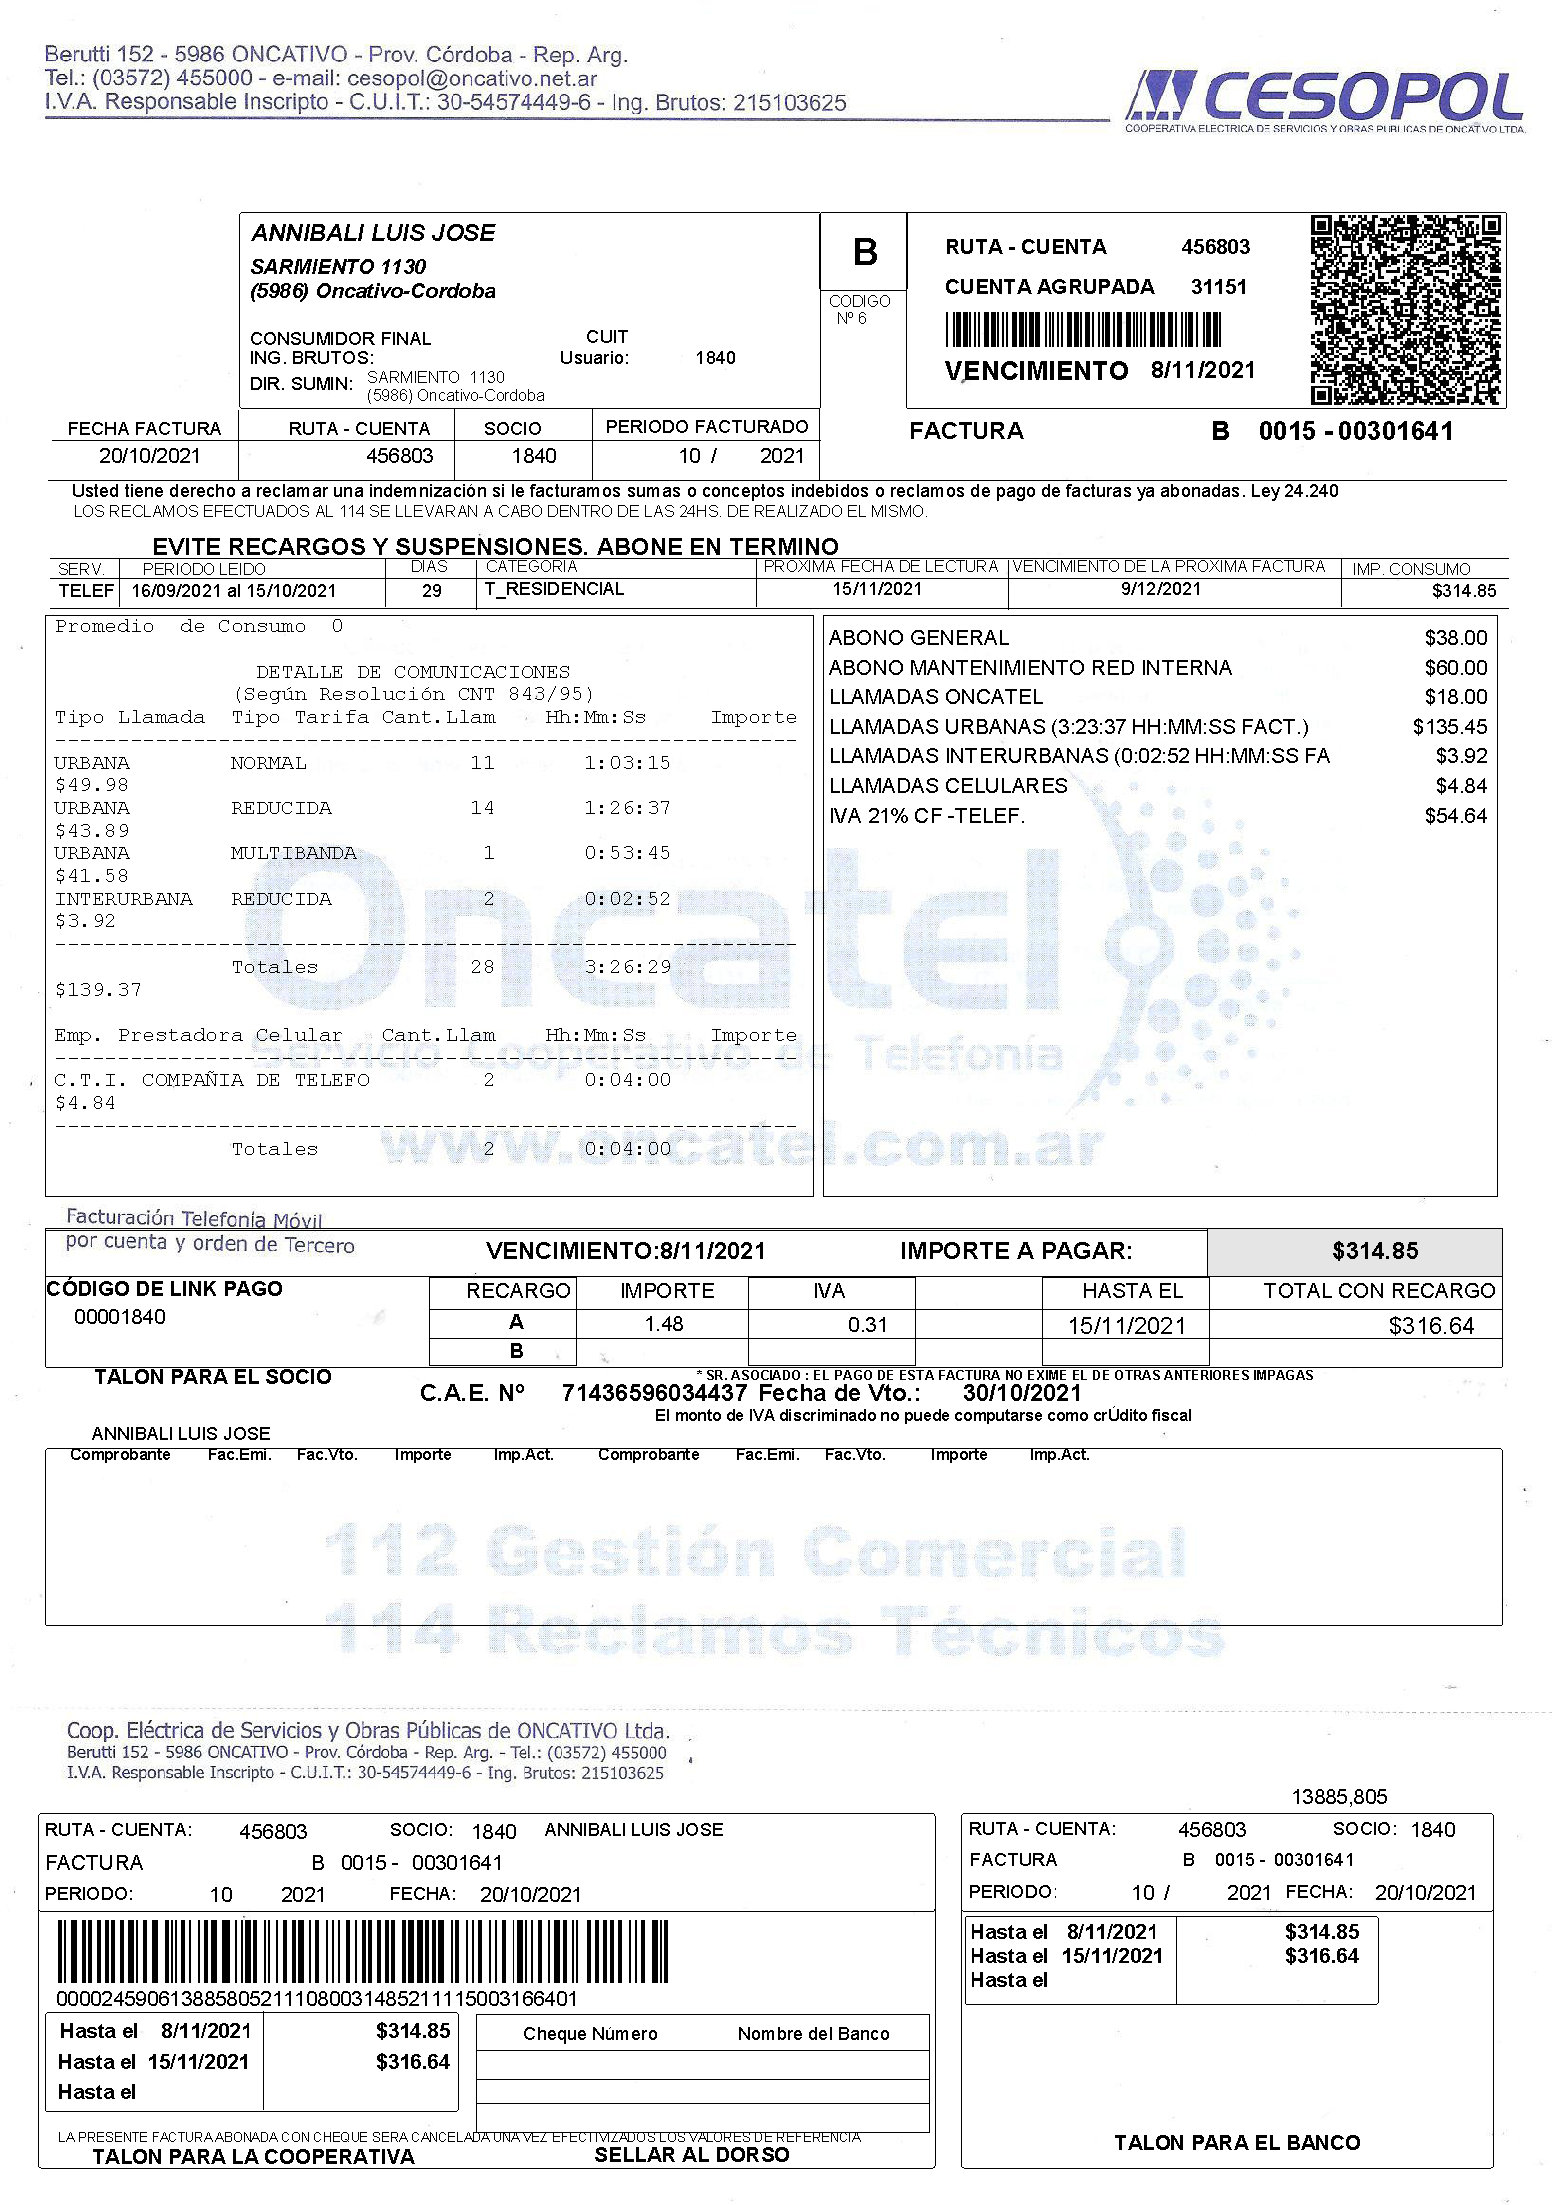 Berutti 152 - 5986 ONCATIVO - Prov. Córdoba - Rep. Arg.
Tel.: (03572) 455000 - e-mail: cesopol@oncativo.net.ar
I.V.A. Responsable Inscripto - C.U.I.T.: 30-54574449-6 - Ing. Brutos: 215103625
CESOPOL
COOPERATIVA ELECTRICA DE SERVICIOS Y OBRAS PUBLICAS DE ONCATIVO LTDA.
ANNIBALI LUIS JOSE
SARMIENTO 1130
(5986) Oncativo-Cordoba
CONSUMIDOR FINAL CUIT
ING. BRUTOS: Usuario: 1840
DIR. SUMIN: SARMIENTO 1130
(5986) Oncativo-Cordoba
B
CODIGO
Nº 6
RUTA - CUENTA 456803
CUENTA AGRUPADA 31151
VENCIMIENTO 8/11/2021
FECHA FACTURA RUTA - CUENTA SOCIO PERIODO FACTURADO
20/10/2021 456803 1840 10 / 2021
FACTURA B 0015 - 00301641
Usted tiene derecho a reclamar una indemnización si le facturamos sumas o conceptos indebidos o reclamos de pago de facturas ya abonadas. Ley 24.240
LOS RECLAMOS EFECTUADOS AL 114 SE LLEVARAN A CABO DENTRO DE LAS 24HS. DE REALIZADO EL MISMO.
EVITE RECARGOS Y SUSPENSIONES. ABONE EN TERMINO
SERV. PERIODO LEIDO DIAS CATEGORIA PROXIMA FECHA DE LECTURA VENCIMIENTO DE LA PROXIMA FACTURA IMP. CONSUMO
TELEF 16/09/2021 al 15/10/2021 29 T_RESIDENCIAL 15/11/2021 9/12/2021 $314.85
Promedio de Consumo 0
DETALLE DE COMUNICACIONES
(Según Resolución CNT 843/95)
Tipo Llamada Tipo Tarifa Cant.Llam Hh:Mm:Ss Importe
URBANA NORMAL 11 1:03:15
$49.98
URBANA REDUCIDA 14 1:26:37
$43.89
URBANA MULTIBANDA 1 0:53:45
$41.58
INTERURBANA REDUCIDA 2 0:02:52
$3.92
Totales 28 3:26:29
$139.37
Emp. Prestadora Celular Cant.Llam Hh:Mm:Ss Importe
C.T.I. COMPAÑIA DE TELEFO 2 0:04:00
$4.84
Totales 2 0:04:00
ABONO GENERAL $38.00
ABONO MANTENIMIENTO RED INTERNA $60.00
LLAMADAS ONCATEL $18.00
LLAMADAS URBANAS (3:23:37 HH:MM:SS FACT.) $135.45
LLAMADAS INTERURBANAS (0:02:52 HH:MM:SS FA $3.92
LLAMADAS CELULARES $4.84
IVA 21% CF -TELEF. $54.64
Oncatel
Servicio Cooperativo de Telefonía
www.oncatel.com.ar
Facturación Telefonía Móvil
por cuenta y orden de Tercero
VENCIMIENTO:8/11/2021 IMPORTE A PAGAR: $314.85
CÓDIGO DE LINK PAGO
00001840
RECARGO IMPORTE IVA HASTA EL TOTAL CON RECARGO
A 1.48 0.31 15/11/2021 $316.64
B
TALON PARA EL SOCIO
* SR. ASOCIADO : EL PAGO DE ESTA FACTURA NO EXIME EL DE OTRAS ANTERIORES IMPAGAS
C.A.E. Nº 71436596034437 Fecha de Vto.: 30/10/2021
El monto de IVA discriminado no puede computarse como crÚdito fiscal
ANNIBALI LUIS JOSE
Comprobante Fac.Emi. Fac.Vto. Importe Imp.Act. Comprobante Fac.Emi. Fac.Vto. Importe Imp.Act.
112 Gestión Comercial
114 Reclamos Técnicos
Coop. Eléctrica de Servicios y Obras Públicas de ONCATIVO Ltda.
Berutti 152 - 5986 ONCATIVO - Prov. Córdoba - Rep. Arg. - Tel.: (03572) 455000
I.V.A. Responsable Inscripto - C.U.I.T.: 30-54574449-6 - Ing. Brutos: 215103625
13885,805
RUTA - CUENTA: 456803 SOCIO: 1840 ANNIBALI LUIS JOSE
FACTURA B 0015 - 00301641
PERIODO: 10 2021 FECHA: 20/10/2021
0000245906138858052111080031485211115003166401
Hasta el 8/11/2021 $314.85
Hasta el 15/11/2021 $316.64
Hasta el
Cheque Número Nombre del Banco
LA PRESENTE FACTURA ABONADA CON CHEQUE SERA CANCELADA UNA VEZ EFECTIVIZADOS LOS VALORES DE REFERENCIA
TALON PARA LA COOPERATIVA SELLAR AL DORSO
RUTA - CUENTA: 456803 SOCIO: 1840
FACTURA B 0015 - 00301641
PERIODO: 10 / 2021 FECHA: 20/10/2021
Hasta el 8/11/2021 $314.85
Hasta el 15/11/2021 $316.64
Hasta el
TALON PARA EL BANCO